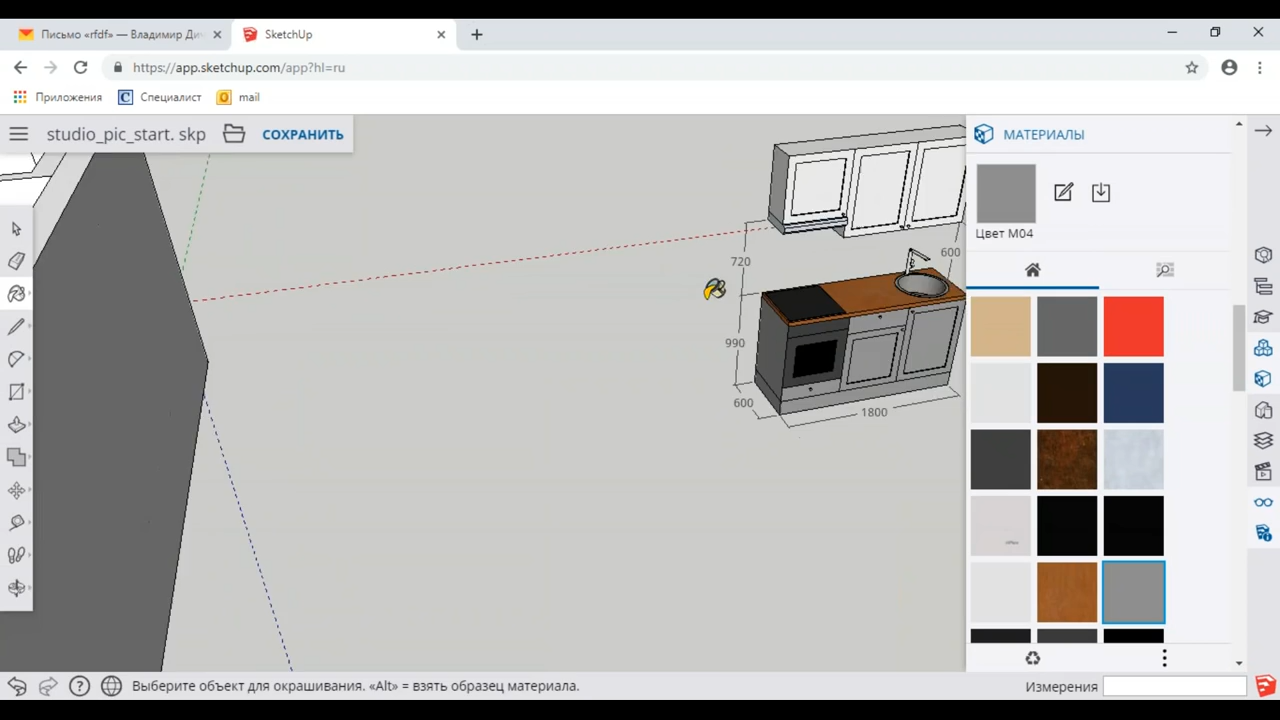 Письмо «rfdf» — Владимир Дич
SketchUp
https://app.sketchup.com/app?hl=ru
Приложения
Специалист
mail
studio_pic_start. skp
СОХРАНИТЬ
МАТЕРИАЛЫ
Цвет M04
720
600
990
600
1800
Выберите объект для окрашивания. «Alt» = взять образец материала.
Измерения